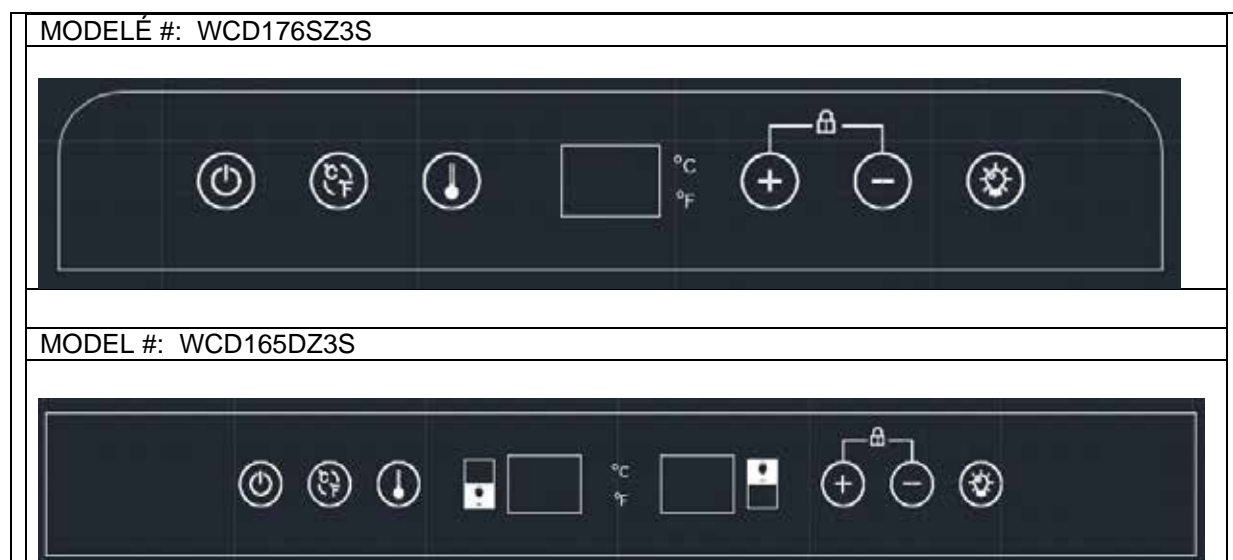 MODELÉ #: WCD176SZ3S
°C
°F
C
F
+
−
MODEL #: WCD165DZ3S
°C
°F
C
F
+
−